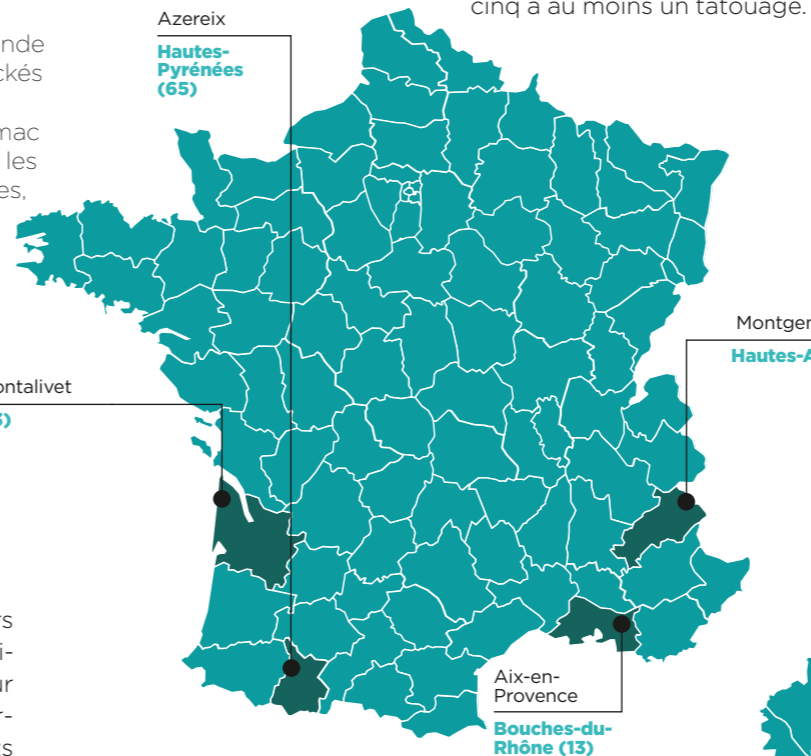 cinq a au moins un tatouage.
Azereix
Hautes-
Pyrénées
(65)
nde
ckés
mac
les
es,
Montger
Hautes-A
ontalivet
)
rs
i-
ur
r-
ts
Aix-en-
Provence
Bouches-du-
Rhône (13)